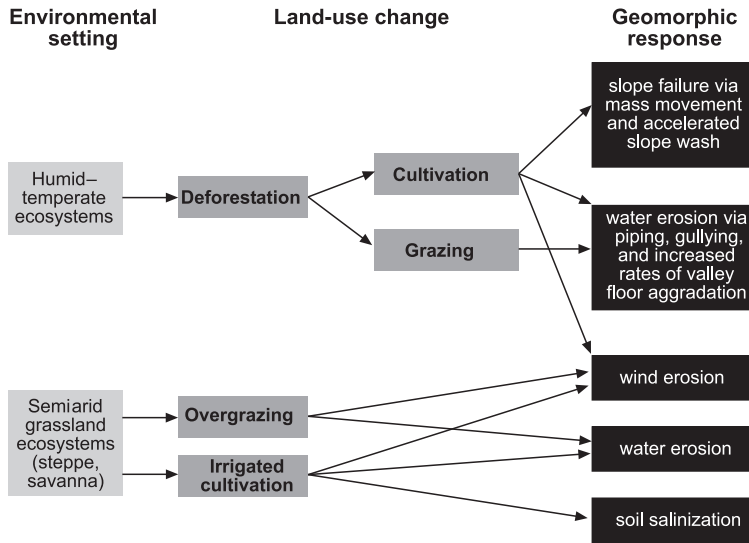 Environmental
setting
Land-use change
Geomorphic
response
slope failure via
mass movement
and accelerated
slope wash
Humid–
temperate
ecosystems
Deforestation
Cultivation
Grazing
water erosion via
piping, gullying,
and increased
rates of valley
floor aggradation
wind erosion
Semiarid
grassland
ecosystems
(steppe,
savanna)
Overgrazing
Irrigated
cultivation
water erosion
soil salinization